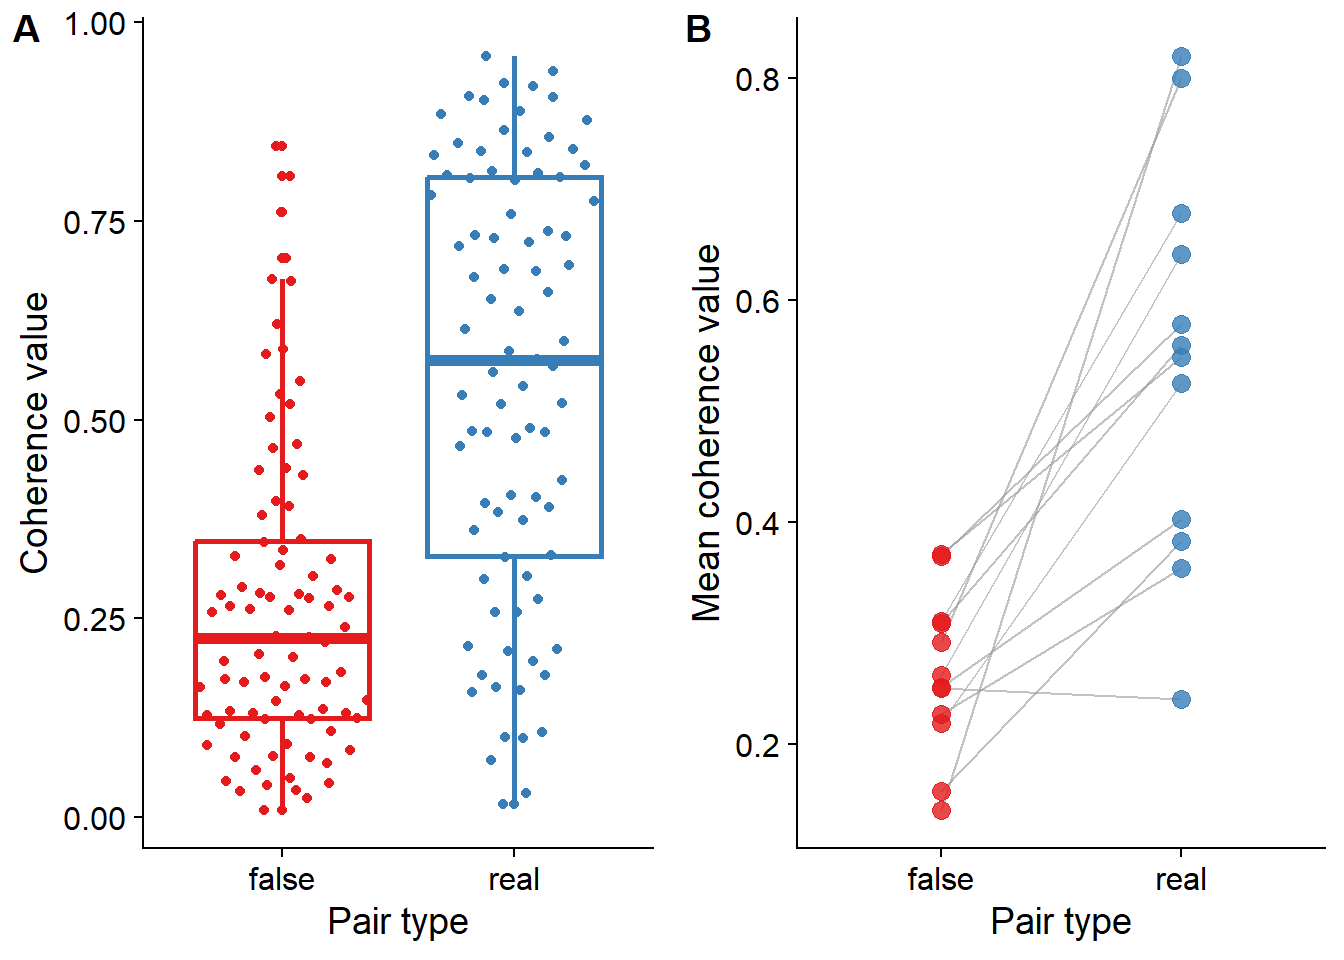 A
Coherence value
1.00
0.75
0.50
0.25
0.00
false
real
Pair type
B
Mean coherence value
0.8
0.6
0.4
0.2
false
real
Pair type